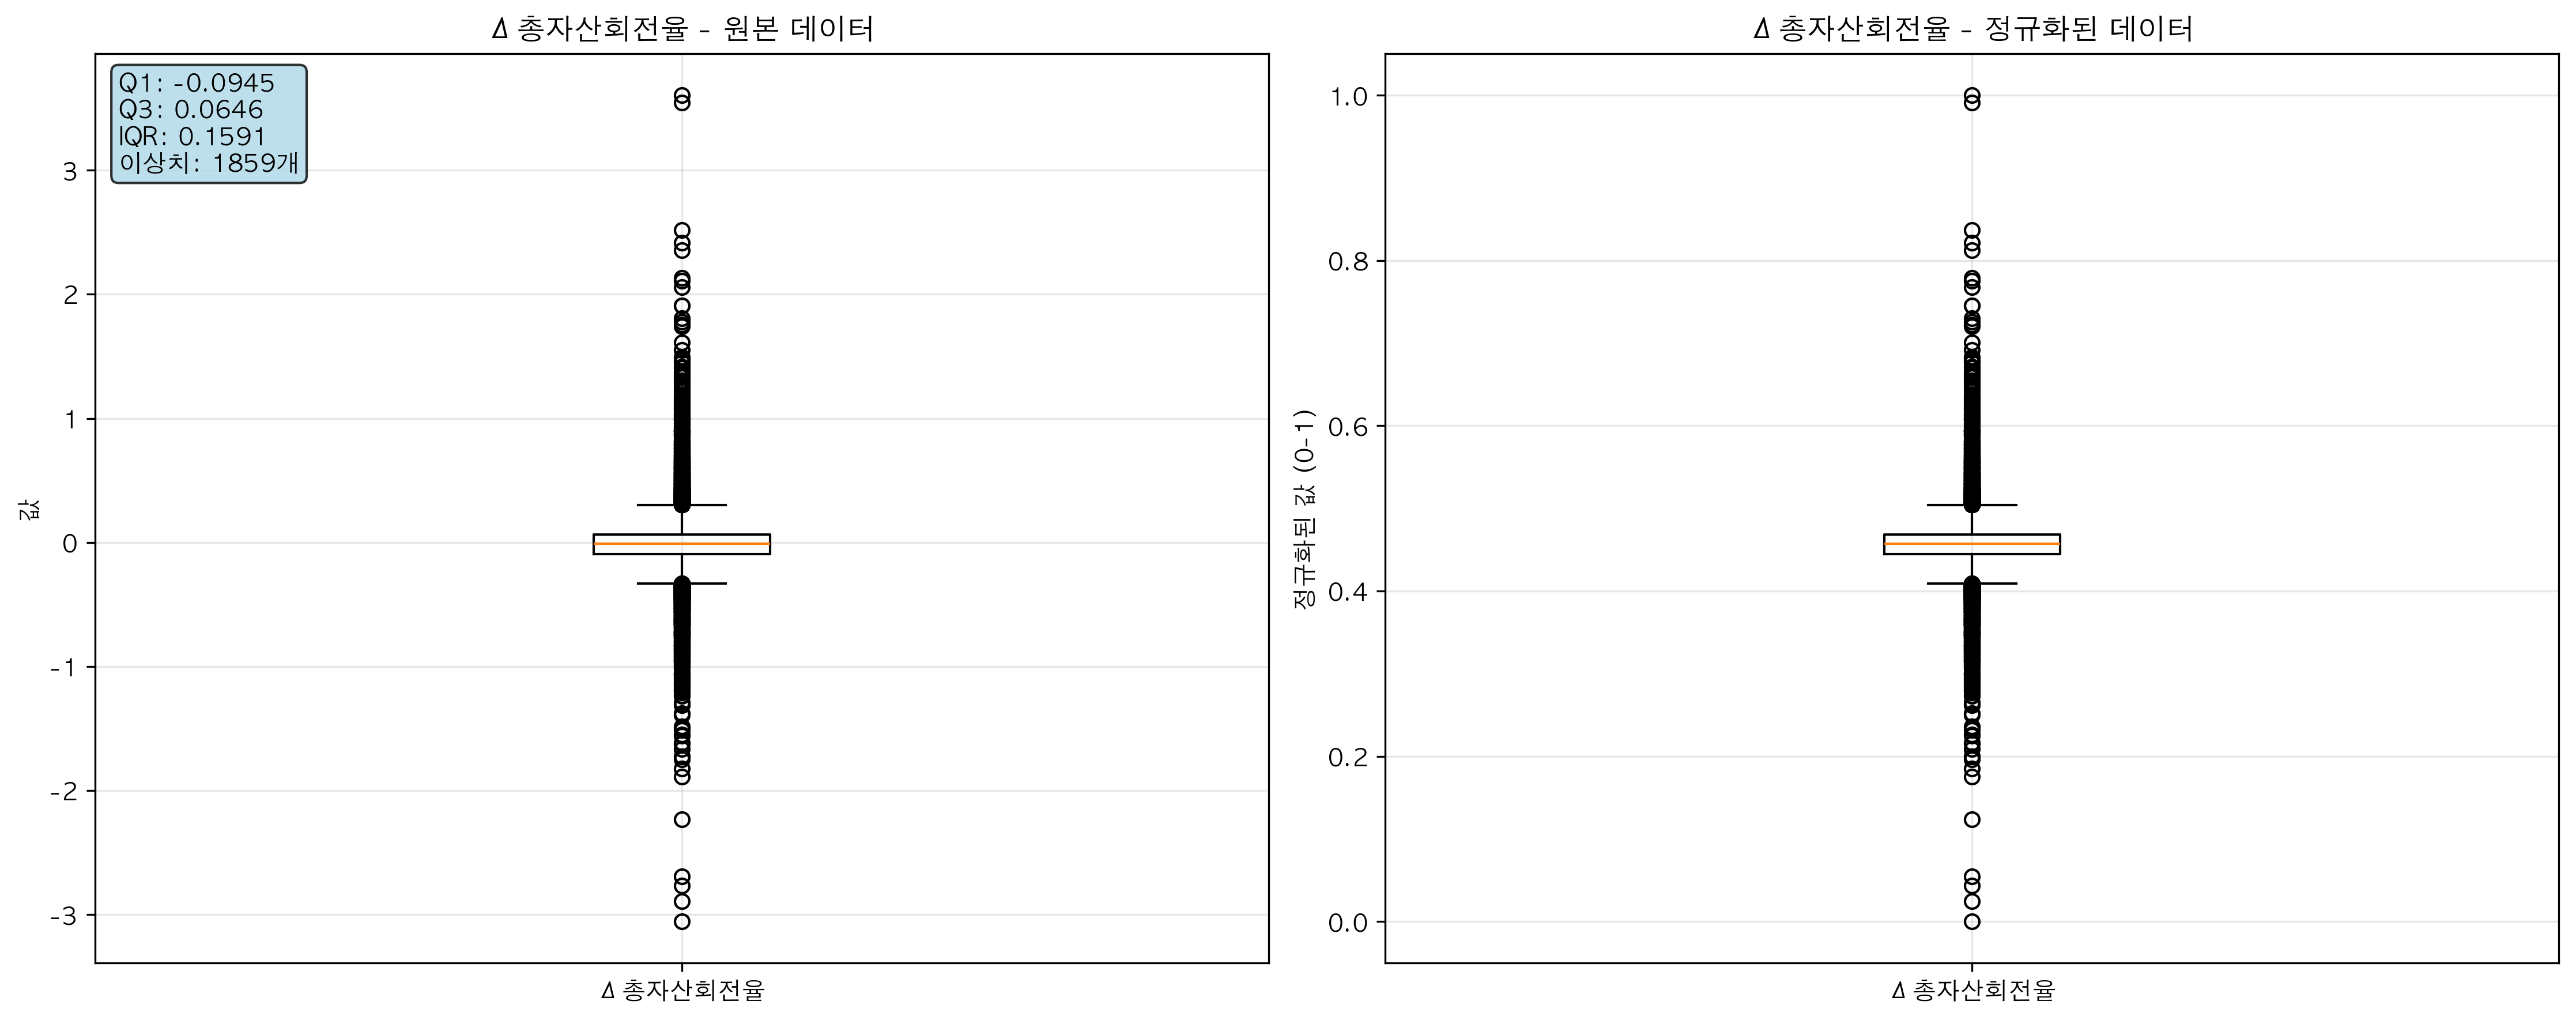 Δ 총자산회전율 - 원본 데이터
Q1: -0.0945
Q3: 0.0646
IQR: 0.1591
이상치: 1859개
3
2
1
0
-1
-2
-3
값
Δ 총자산회전율
Δ 총자산회전율 - 정규화된 데이터
1.0
0.8
0.6
0.4
0.2
0.0
정규화된 값 (0-1)
Δ 총자산회전율